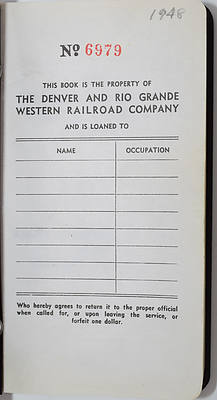 1948
No 6979
THIS BOOK IS THE PROPERTY OF
THE DENVER AND RIO GRANDE
WESTERN RAILROAD COMPANY
AND IS LOANED TO
NAME OCCUPATION
Who hereby agrees to return it to the proper official
when called for, or upon leaving the service, or
forfeit one dollar.